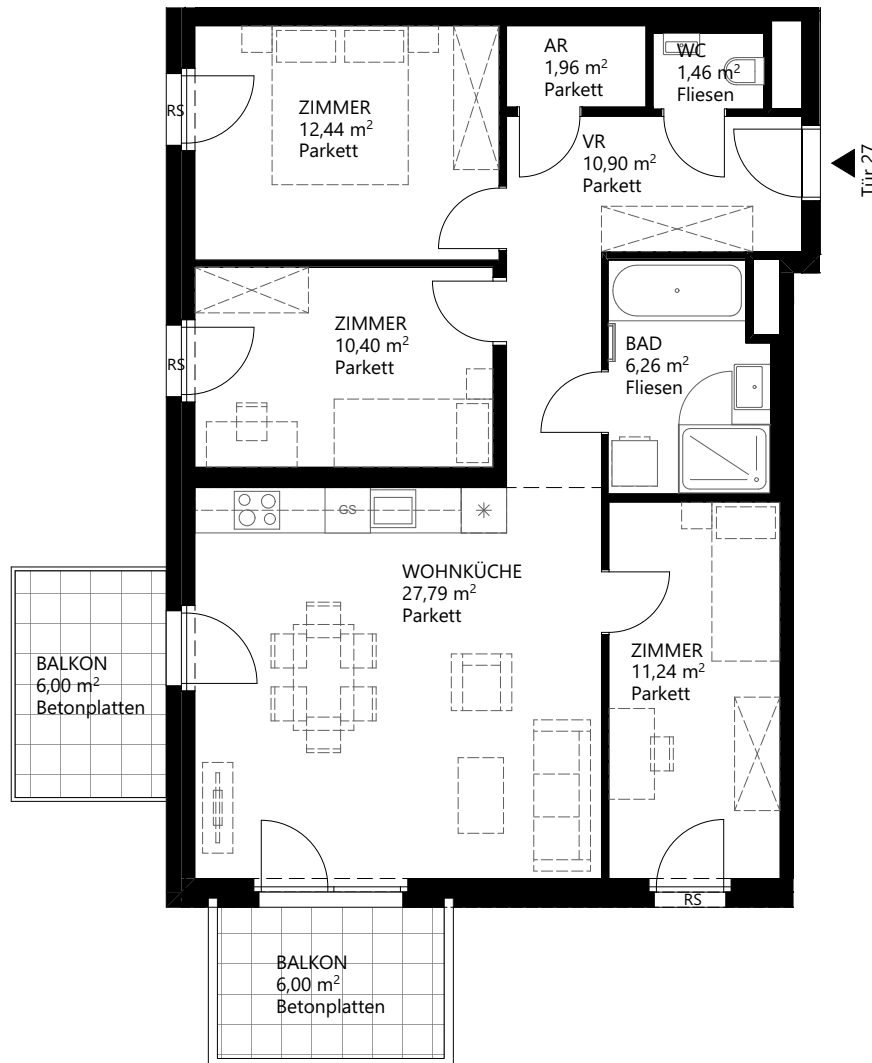 AR
1,96 m²
Parkett
WC
1,46 m²
Fliesen
RS
ZIMMER
12,44 m²
Parkett
VR
10,90 m²
Parkett
Tür 27
RS
ZIMMER
10,40 m²
Parkett
BAD
6,26 m²
Fliesen
GS
WOHNKÜCHE
27,79 m²
Parkett
ZIMMER
11,24 m²
Parkett
BALKON
6,00 m²
Betonplatten
RS
BALKON
6,00 m²
Betonplatten